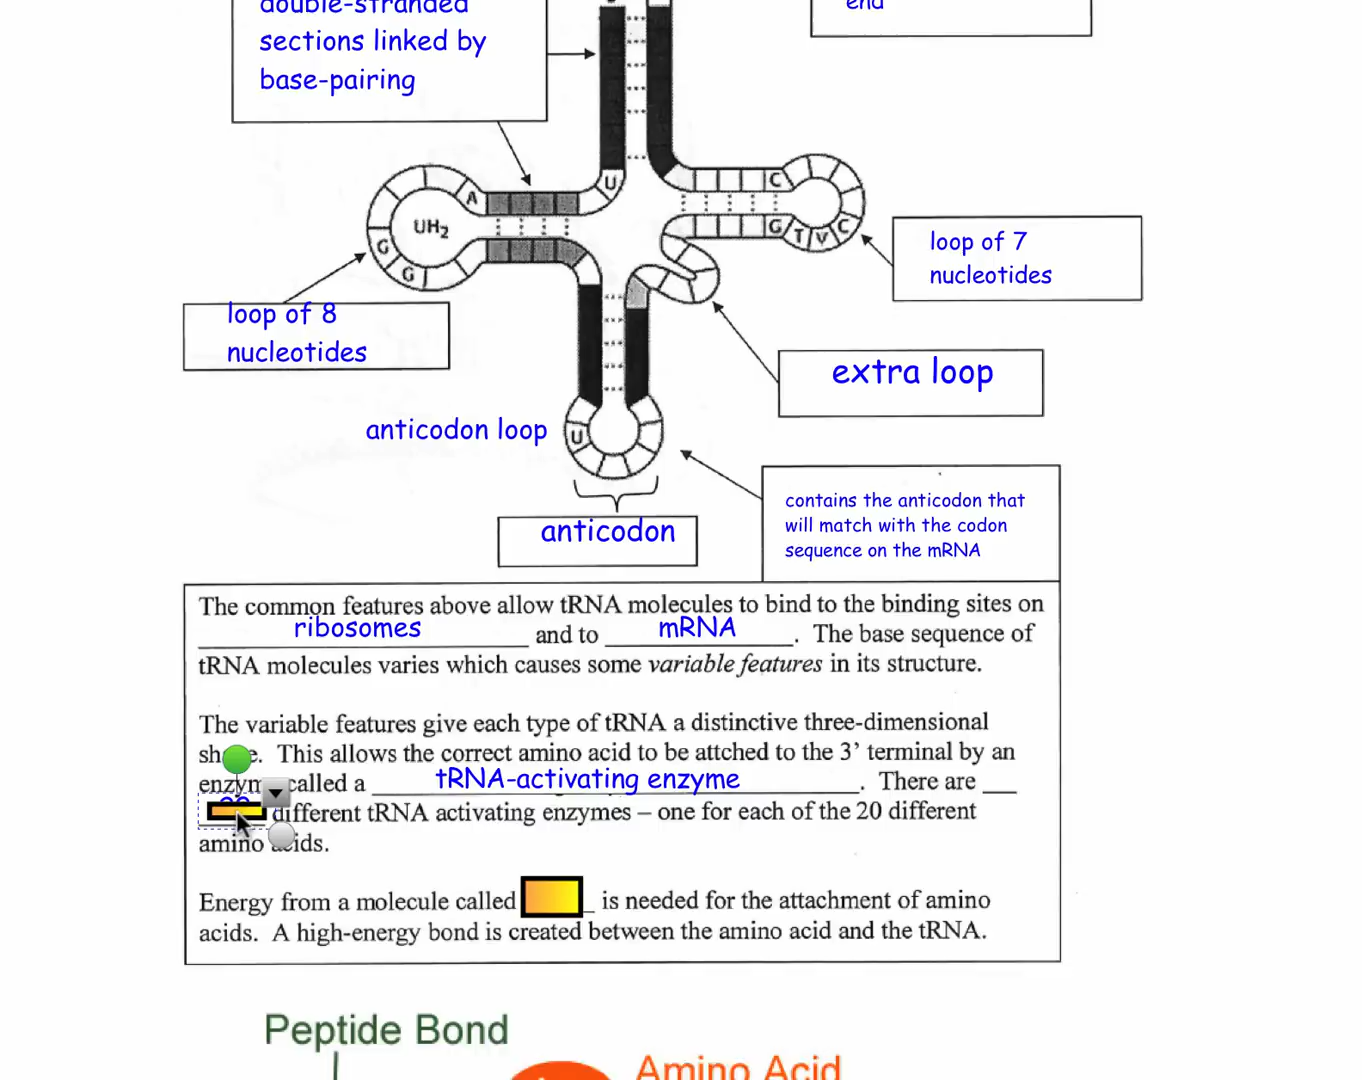 double-stranded
sections linked by
base-pairing
end
U
C
A
UH2
G
G
G T V C
loop of 7
nucleotides
loop of 8
nucleotides
extra loop
anticodon loop
U
contains the anticodon that
will match with the codon
sequence on the mRNA
anticodon
The common features above allow tRNA molecules to bind to the binding sites on
ribosomes and to mRNA. The base sequence of
tRNA molecules varies which causes some variable features in its structure.
The variable features give each type of tRNA a distinctive three-dimensional
This allows the correct amino acid to be attched to the 3’ terminal by an
called a tRNA-activating enzyme. There are
different tRNA activating enzymes – one for each of the 20 different
amino acids.
Energy from a molecule called is needed for the attachment of amino
acids. A high-energy bond is created between the amino acid and the tRNA.
Peptide Bond
Amino Acid